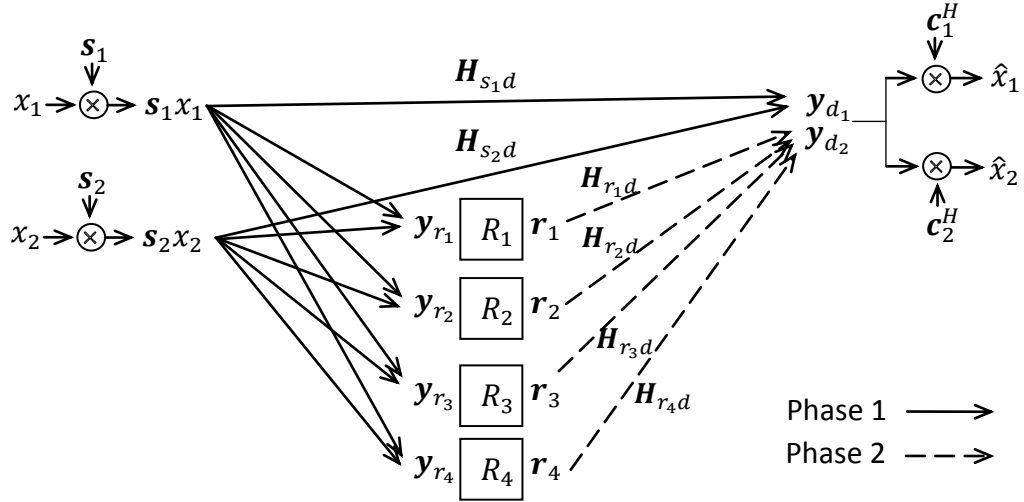 𝒔₁
x₁ ⊗ 𝒔₁x₁
𝑯ₛ₁d
𝒔₂
x₂ ⊗ 𝒔₂x₂
𝑯ₛ₂d
𝒚d₁
𝒚d₂
𝒄₁ᴴ
⊗ x̂₁
⊗ x̂₂
𝒄₂ᴴ
𝒚r₁ R₁ 𝒓₁
𝑯r₁d
𝒚r₂ R₂ 𝒓₂
𝑯r₂d
𝒚r₃ R₃ 𝒓₃
𝑯r₃d
𝒚r₄ R₄ 𝒓₄
𝑯r₄d
Phase 1
Phase 2